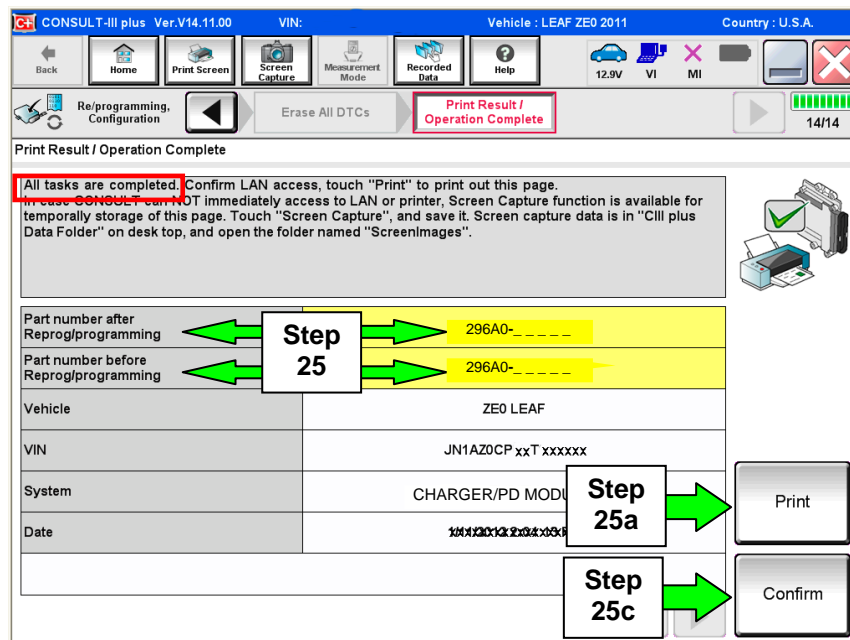 CONSULT-III plus Ver.V14.11.00 VIN: Vehicle : LEAF ZE0 2011 Country : U.S.A.
Back Home Print Screen Screen Capture Measurement Mode Recorded Data Help 12.9V VI MI
Re/programming, Configuration Erase All DTCs Print Result / Operation Complete 14/14
Print Result / Operation Complete
All tasks are completed. Confirm LAN access, touch "Print" to print out this page.
In case CONSULT can NOT immediately access to LAN or printer, Screen Capture function is available for
temporally storage of this page. Touch "Screen Capture", and save it. Screen capture data is in "CIII plus
Data Folder" on desk top, and open the folder named "ScreenImages".
Part number after
Reprog/programming
296A0-_ _ _ _ _
Step
25
Part number before
Reprog/programming
296A0-_ _ _ _ _
Vehicle ZE0 LEAF
VIN JN1AZ0CP xxT xxxxxx
System CHARGER/PD MODU
Step
25a
Print
Date
Step
25c
Confirm